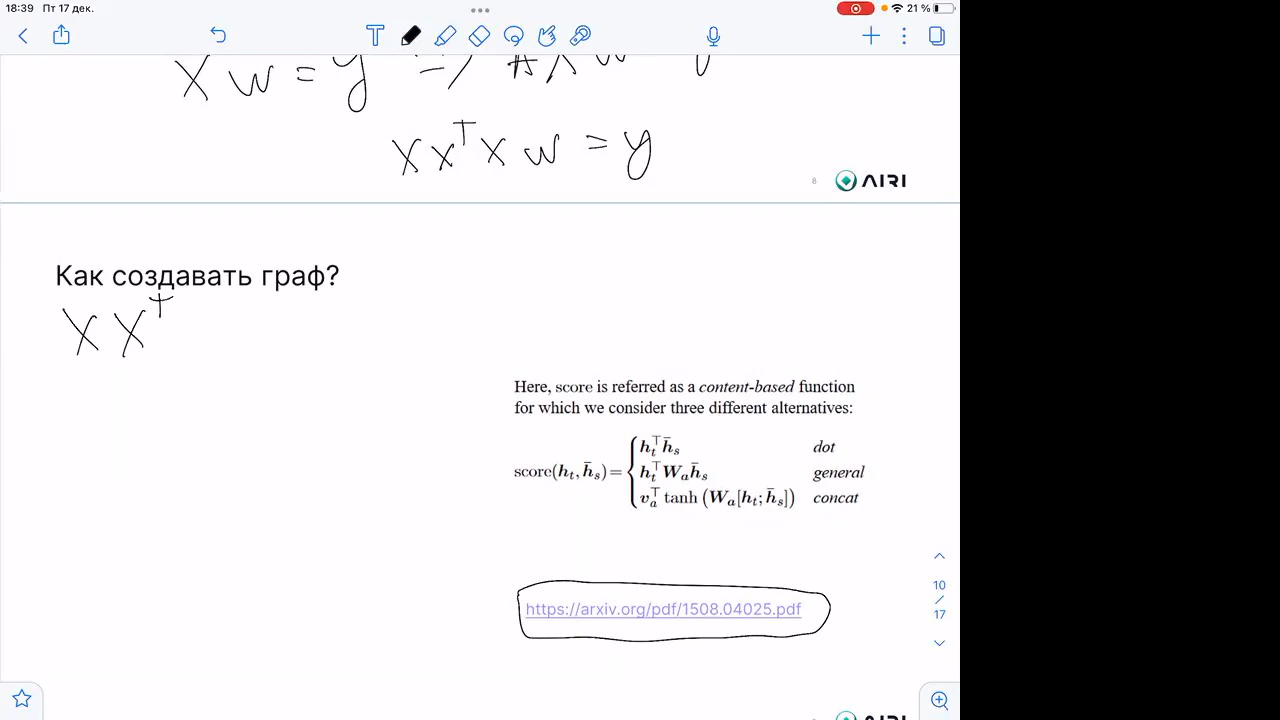 18:39 Пт 17 дек.
21 %
X w = y => A X w
X X^T X w = y
8 AIRI
Как создавать граф?
X X^T
Here, score is referred as a content-based function
for which we consider three different alternatives:
score(h_t, h̄_s) = { h_t^⊤ h̄_s dot
h_t^⊤ W_a h̄_s general
v_a^⊤ tanh (W_a[h_t; h̄_s]) concat
https://arxiv.org/pdf/1508.04025.pdf
10
/
17